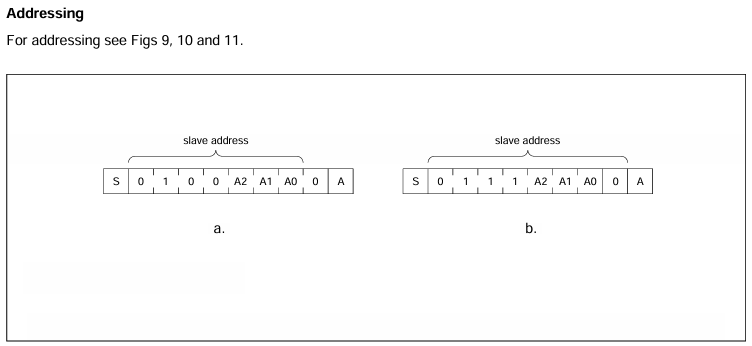 Addressing
For addressing see Figs 9, 10 and 11.
slave address
S 0 1 0 0 A2 A1 A0 0 A
a.
slave address
S 0 1 1 1 A2 A1 A0 0 A
b.